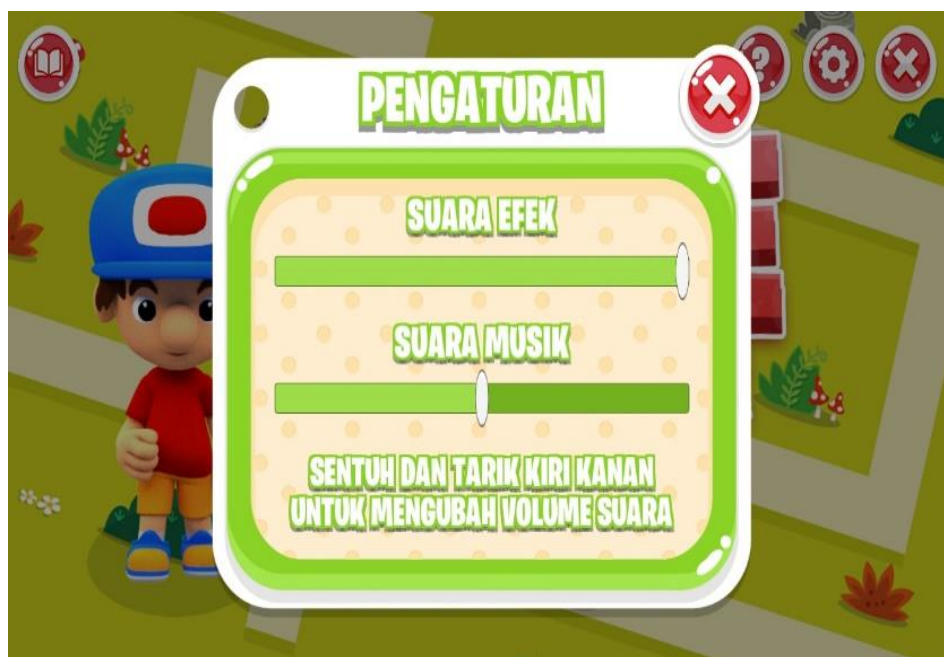 PENGATURAN
SUARA EFEK
SUARA MUSIK
SENTUH DAN TARIK KIRI KANAN
UNTUK MENGUBAH VOLUME SUARA
?